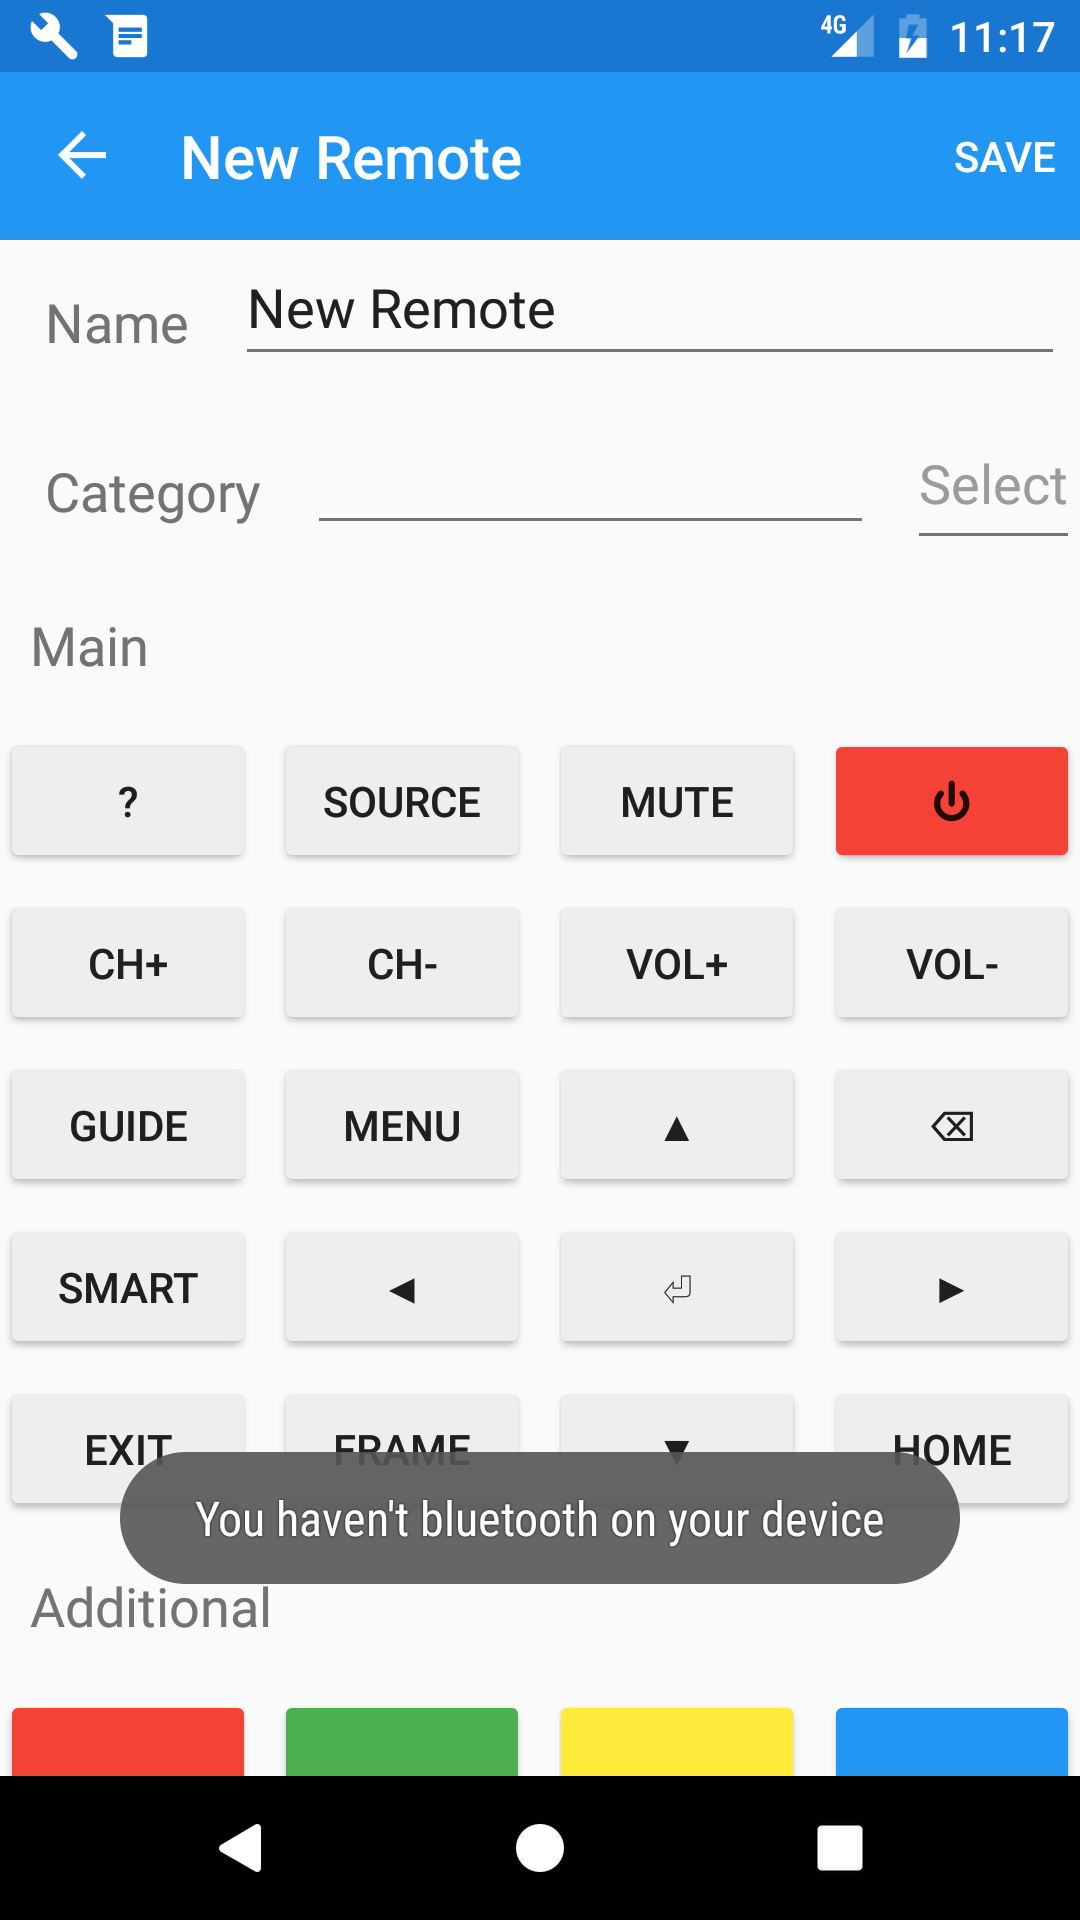 4G 11:17
New Remote SAVE
Name New Remote
Category Select
Main
? SOURCE MUTE
CH+ CH- VOL+ VOL-
GUIDE MENU ▲ ⌫
SMART ◀ ⏎ ▶
EXIT FRAME ▼ HOME
You haven't bluetooth on your device
Additional